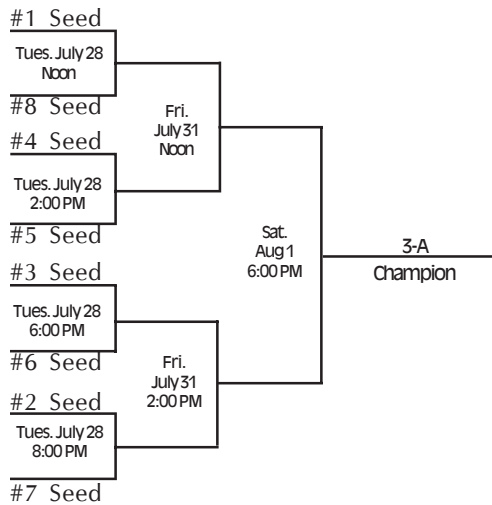 #1 Seed
Tues. July 28
Noon
#8 Seed
#4 Seed
Tues. July 28
2:00 PM
#5 Seed
#3 Seed
Tues. July 28
6:00 PM
#6 Seed
#2 Seed
Tues. July 28
8:00 PM
#7 Seed
Fri.
July 31
Noon
Fri.
July 31
2:00 PM
Sat.
Aug 1
6:00 PM
3-A
Champion